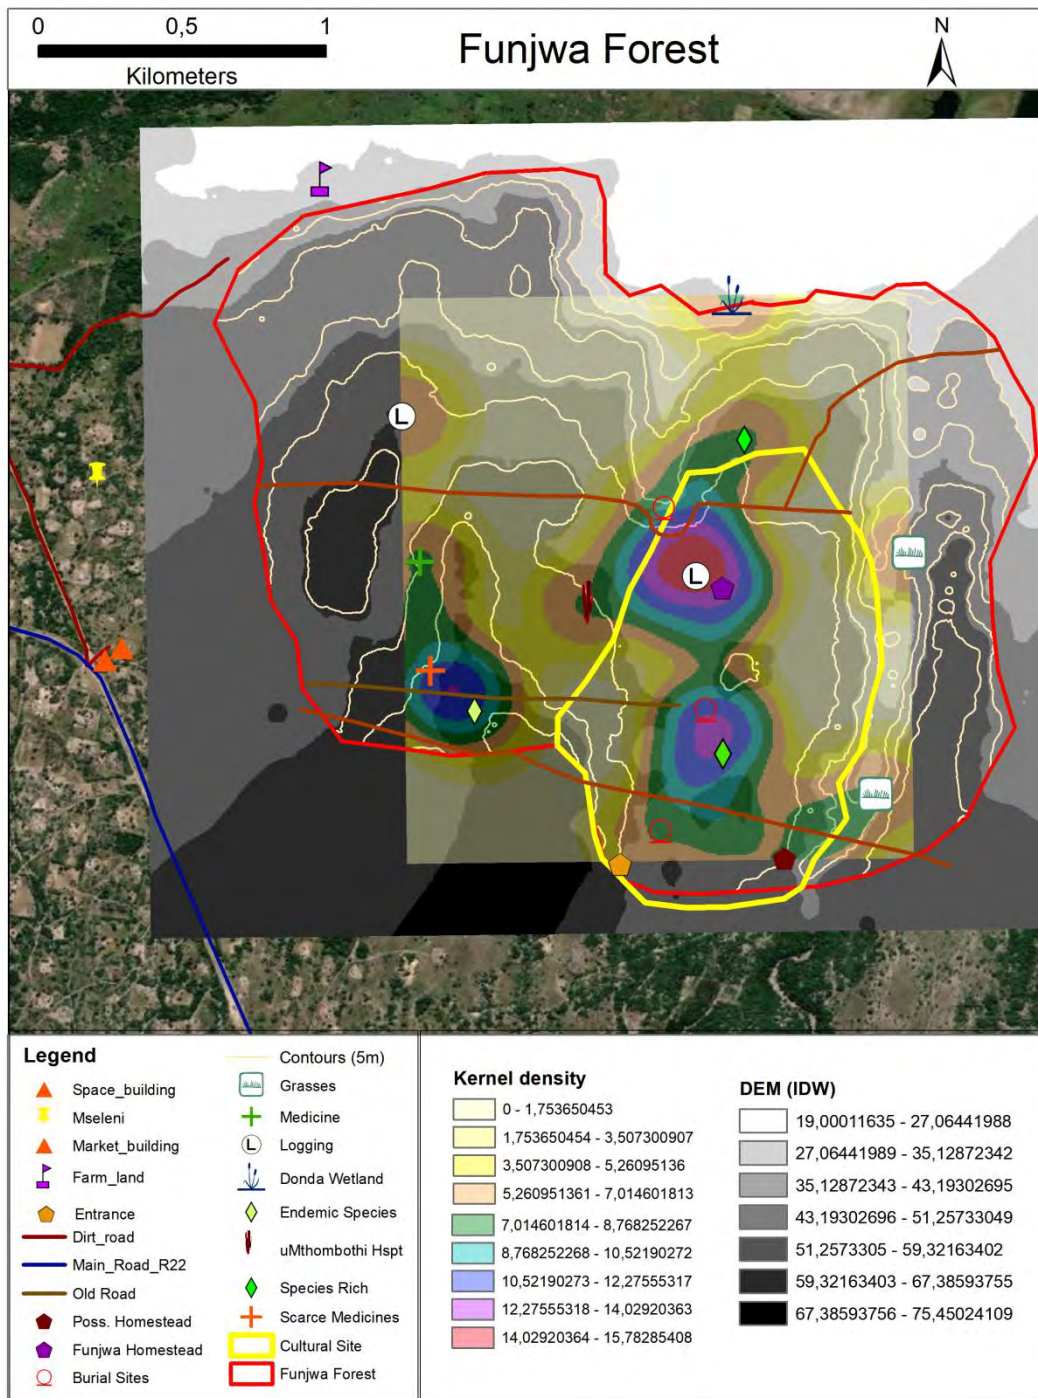 0 0,5 1
Kilometers
Funjwa Forest
N
L
L
Legend
Space_building
Mseleni
Market_building
Farm_land
Entrance
Dirt_road
Main_Road_R22
Old Road
Poss. Homestead
Funjwa Homestead
Burial Sites
Contours (5m)
Grasses
Medicine
L Logging
Donda Wetland
Endemic Species
uMthombothi Hspt
Species Rich
Scarce Medicines
Cultural Site
Funjwa Forest
Kernel density
0 - 1,753650453
1,753650454 - 3,507300907
3,507300908 - 5,26095136
5,260951361 - 7,014601813
7,014601814 - 8,768252267
8,768252268 - 10,52190272
10,52190273 - 12,27555317
12,27555318 - 14,02920363
14,02920364 - 15,78285408
DEM (IDW)
19,00011635 - 27,06441988
27,06441989 - 35,12872342
35,12872343 - 43,19302695
43,19302696 - 51,25733049
51,2573305 - 59,32163402
59,32163403 - 67,38593755
67,38593756 - 75,45024109